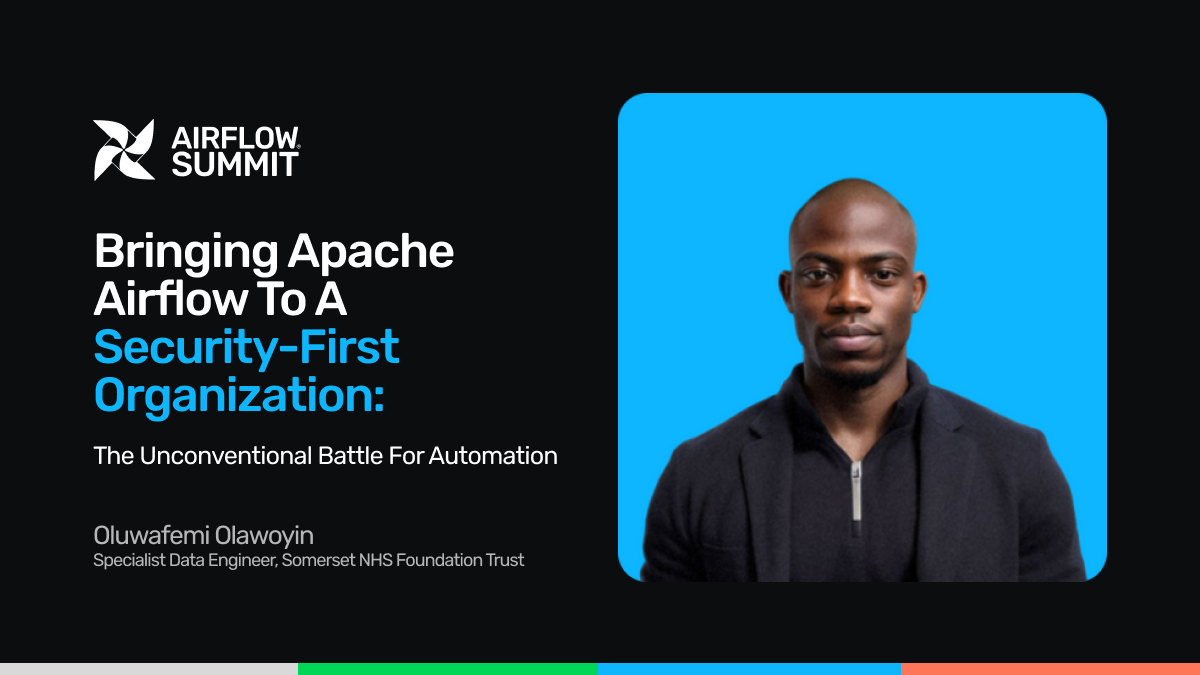 AIRFLOW
SUMMIT
Bringing Apache
Airflow To A
Security-First
Organization:
The Unconventional Battle For Automation
Oluwafemi Olawoyin
Specialist Data Engineer, Somerset NHS Foundation Trust